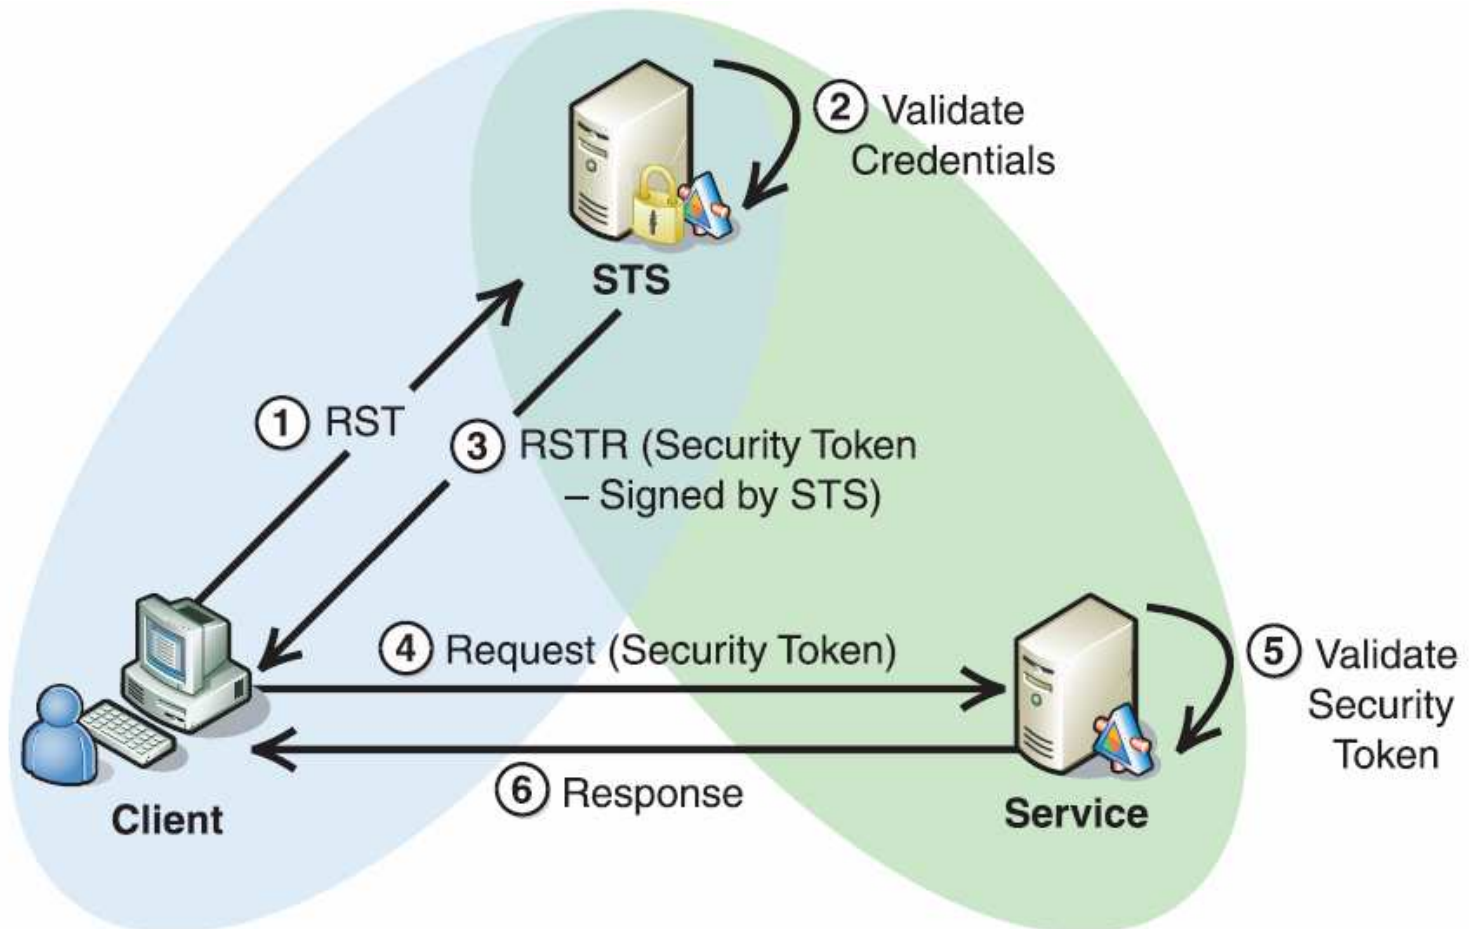 2 Validate
Credentials
STS
1 RST
3 RSTR (Security Token
– Signed by STS)
4 Request (Security Token)
5 Validate
Security
Token
6 Response
Client
Service